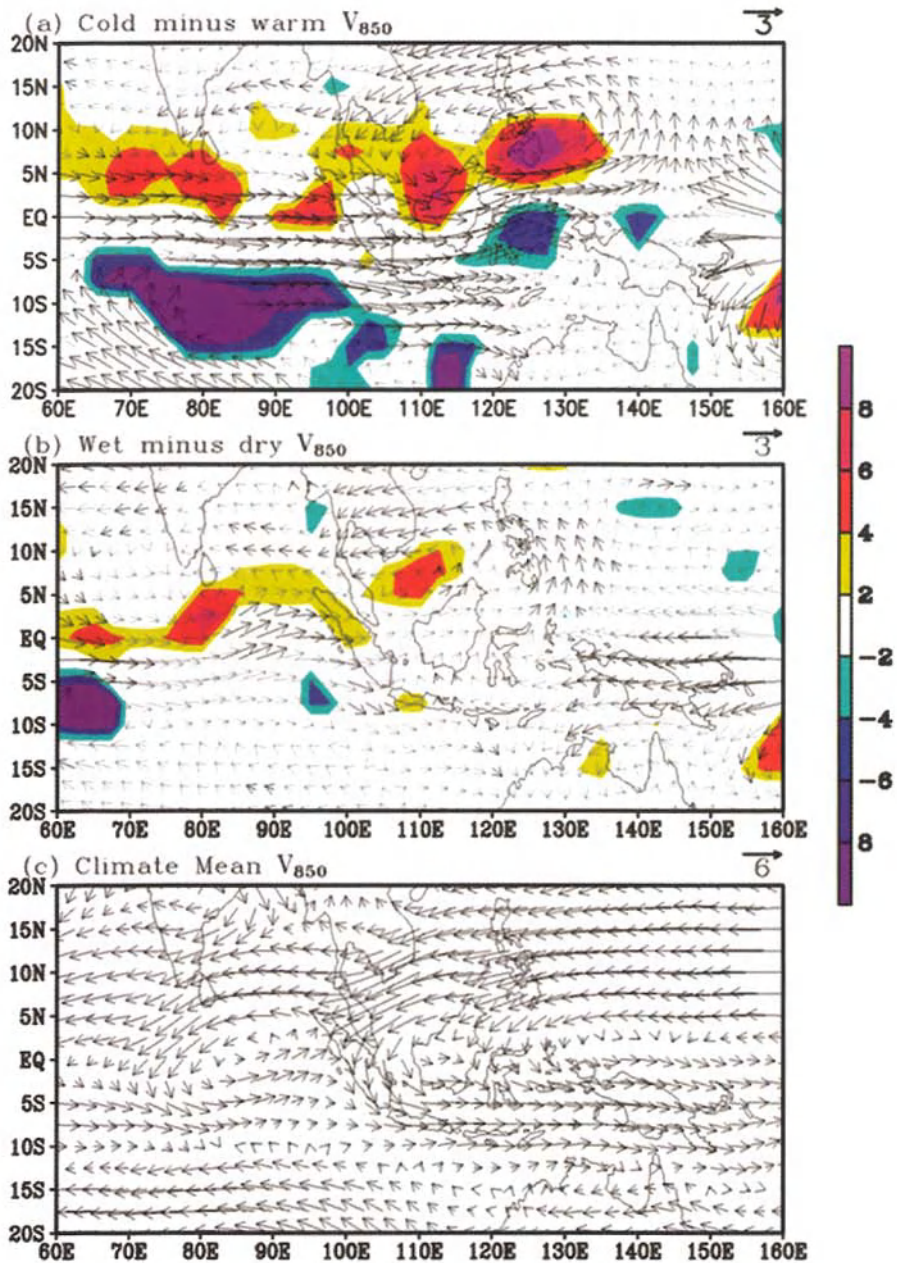 (a) Cold minus warm V850 3
20N
15N
10N
5N
EQ
5S
10S
15S
20S
60E 70E 80E 90E 100E 110E 120E 130E 140E 150E 160E
(b) Wet minus dry V850 3
20N
15N
10N
5N
EQ
5S
10S
15S
20S
60E 70E 80E 90E 100E 110E 120E 130E 140E 150E 160E
(c) Climate Mean V850 6
20N
15N
10N
5N
EQ
5S
10S
15S
20S
60E 70E 80E 90E 100E 110E 120E 130E 140E 150E 160E
8
6
4
2
-2
-4
-6
8